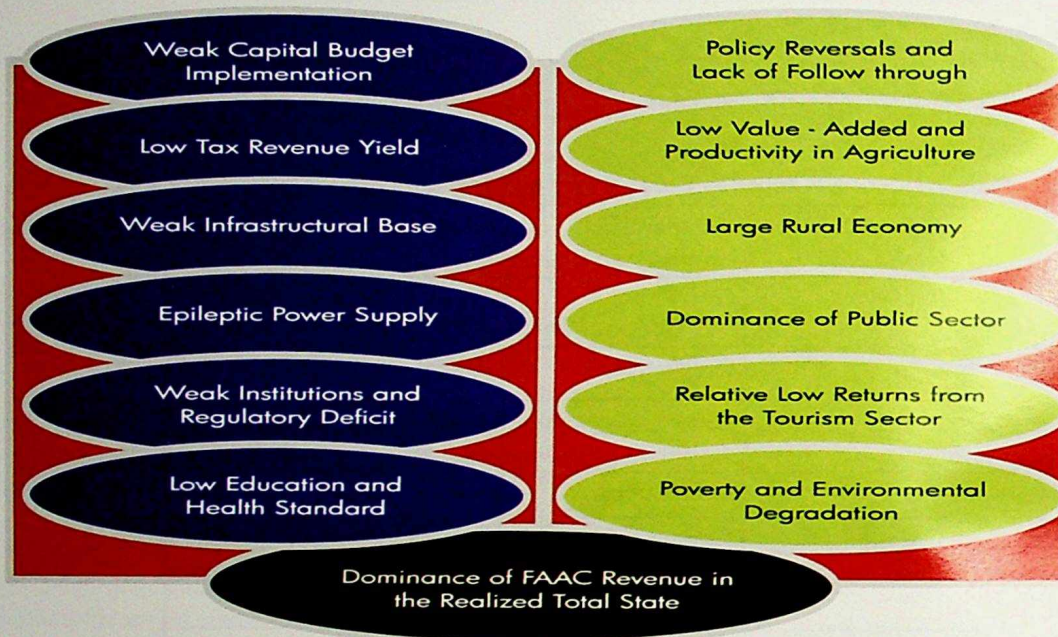 Weak Capital Budget
Implementation
Low Tax Revenue Yield
Weak Infrastructural Base
Epileptic Power Supply
Weak Institutions and
Regulatory Deficit
Low Education and
Health Standard
Policy Reversals and
Lack of Follow through
Low Value - Added and
Productivity in Agriculture
Large Rural Economy
Dominance of Public Sector
Relative Low Returns from
the Tourism Sector
Poverty and Environmental
Degradation
Dominance of FAAC Revenue in
the Realized Total State